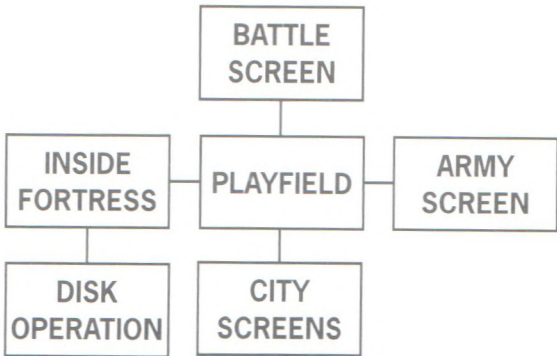 BATTLE
SCREEN
INSIDE
FORTRESS
PLAYFIELD
ARMY
SCREEN
DISK
OPERATION
CITY
SCREENS